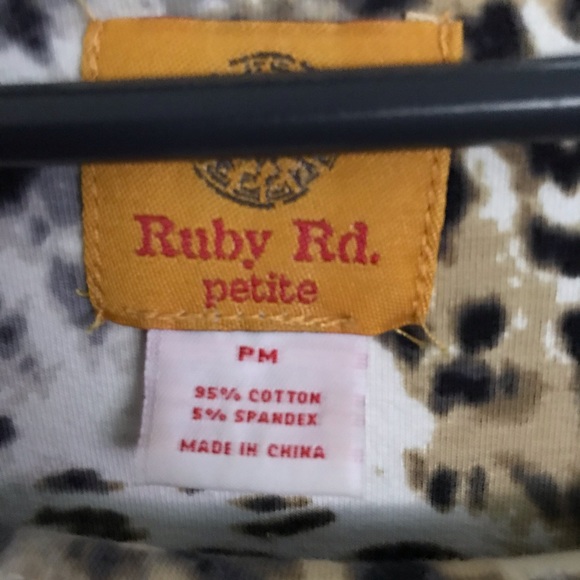 Ruby Rd.
petite
PM
95% COTTON
5% SPANDEX
MADE IN CHINA